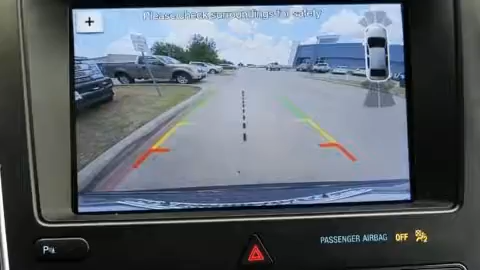 Please check surroundings for safety
+
PASSENGER AIRBAG OFF
P